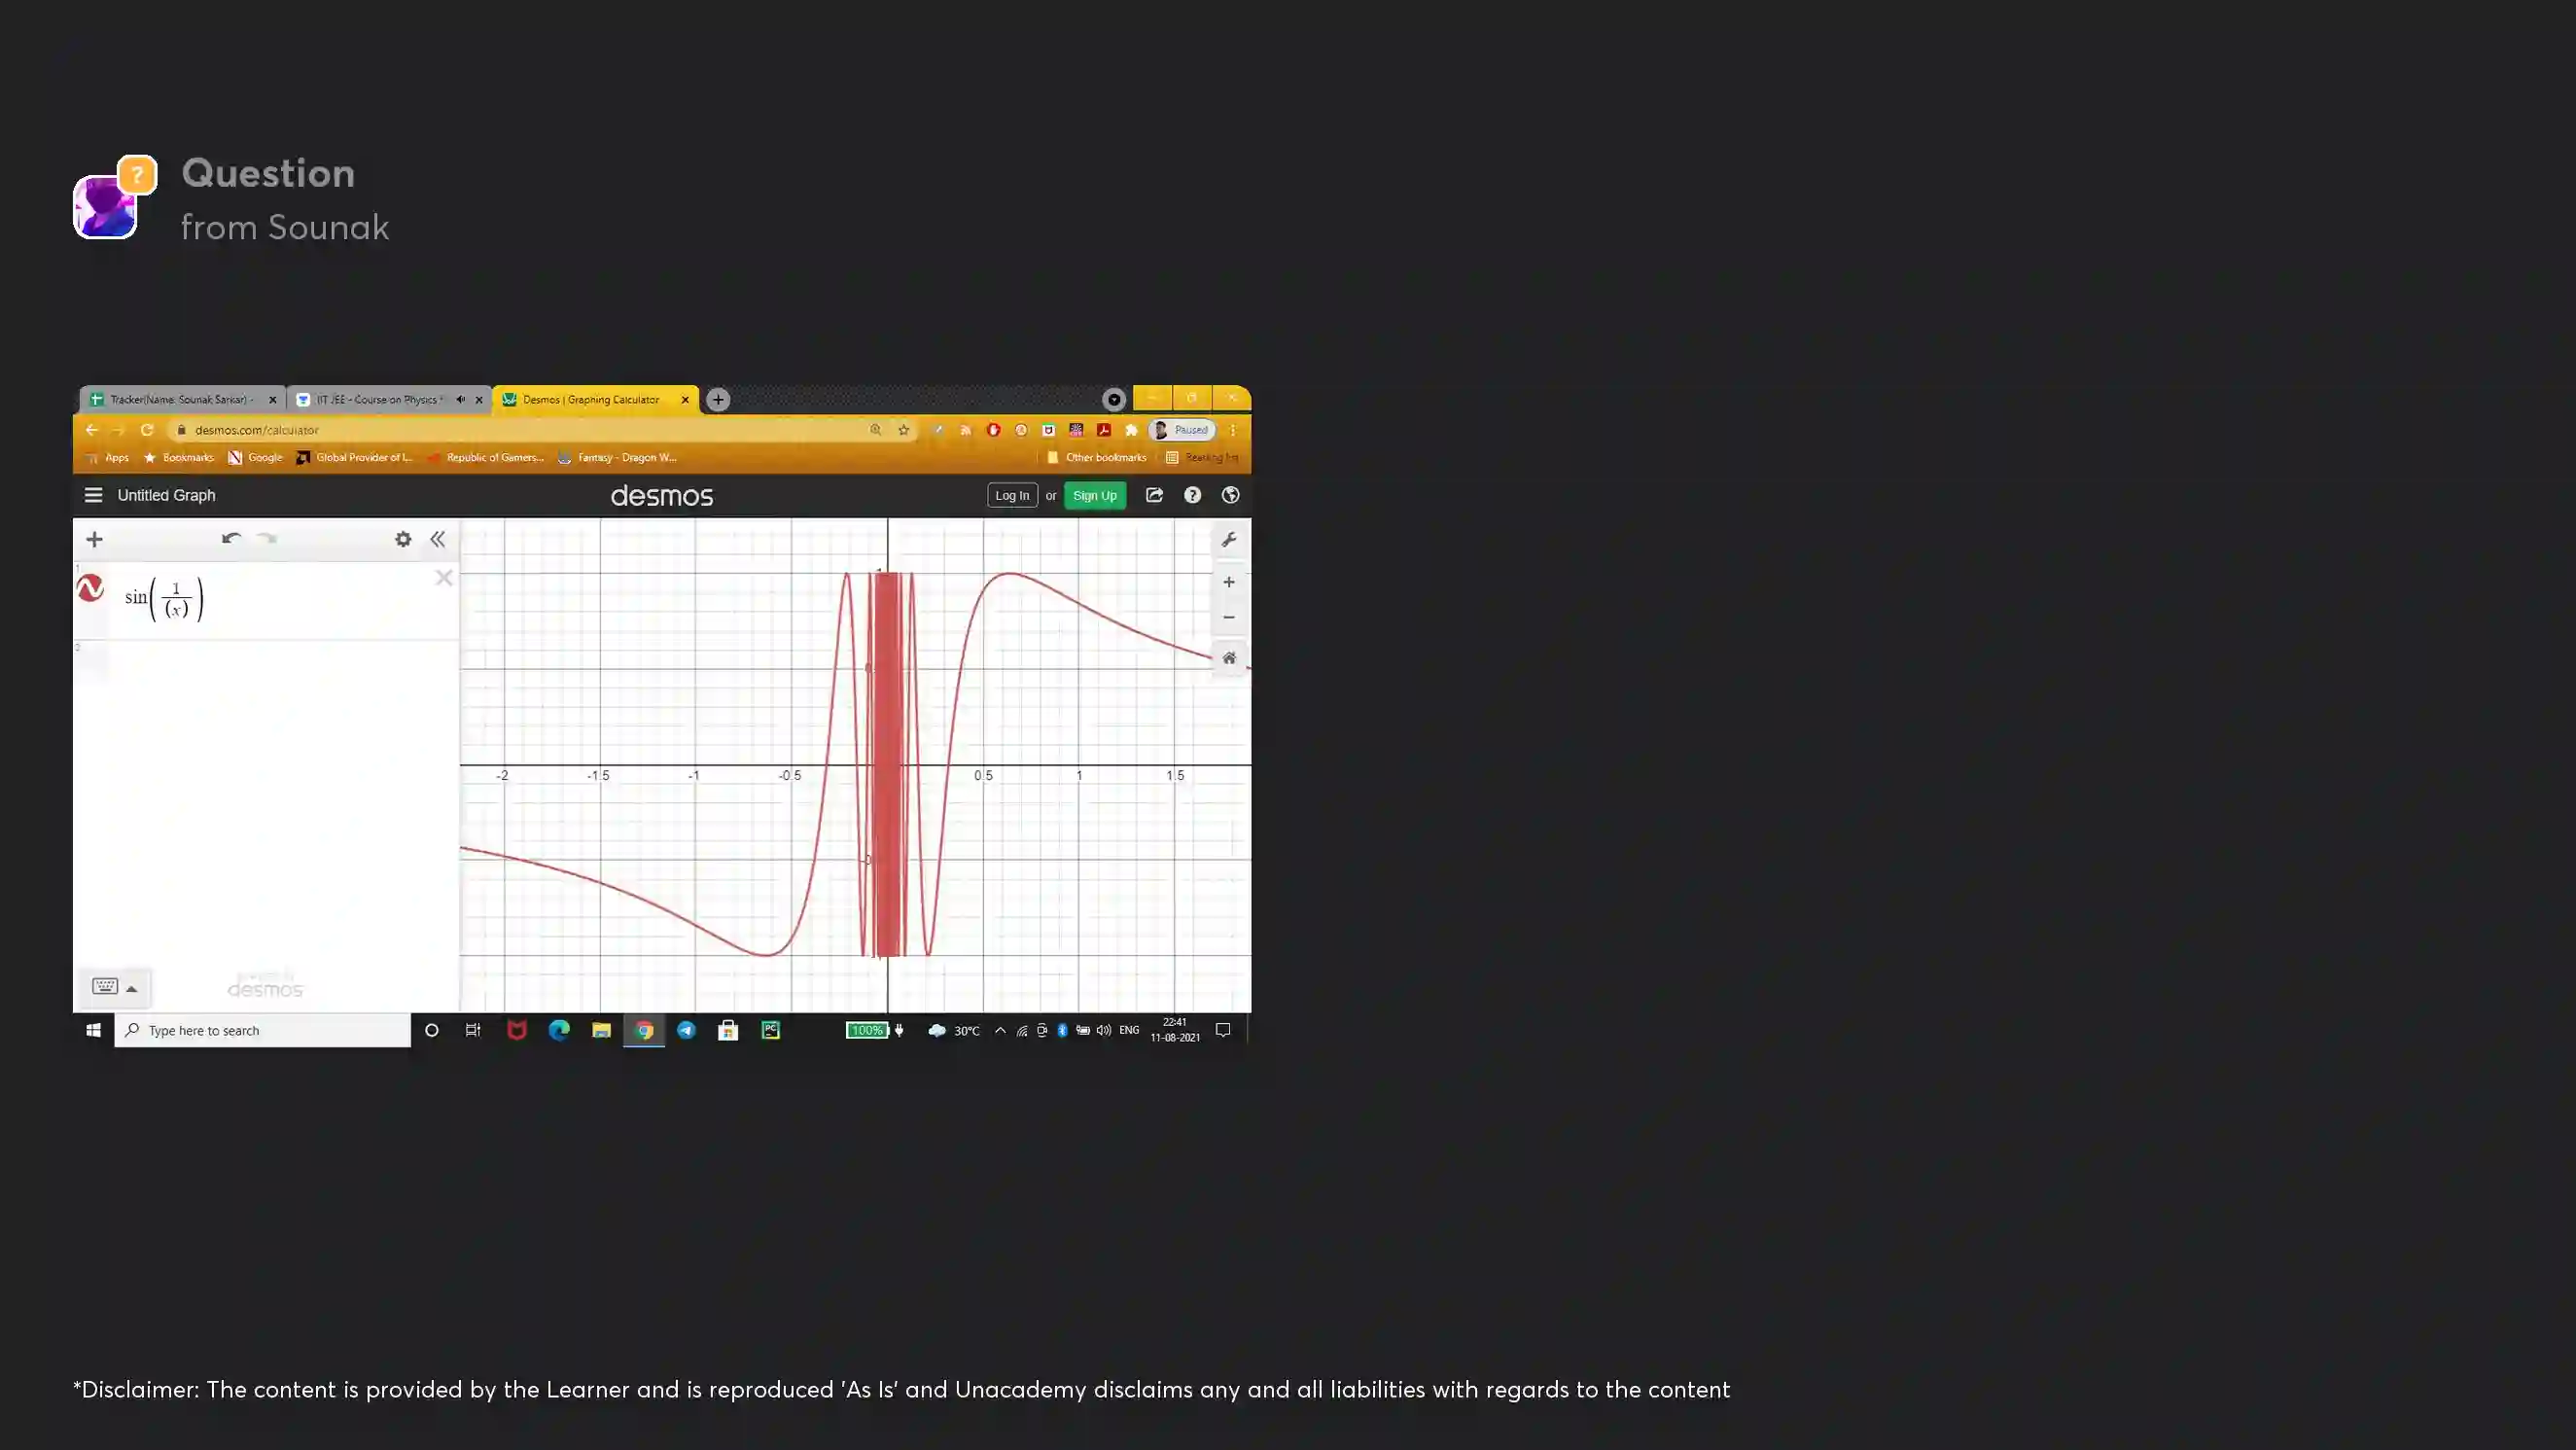 Question
from Sounak
Tracker(Name: Sounak Sarkar) -
IIT JEE - Course on Physics
Desmos | Graphing Calculator
desmos.com/calculator
Paused
Apps
Bookmarks
Google
Global Provider of I...
Republic of Gamers...
Fantasy - Dragon W...
Other bookmarks
Reading list
Untitled Graph
desmos
Log In or Sign Up
1
sin(1/(x))
2
1
-2 -1.5 -1 -0.5 0.5 1 1.5
desmos
Type here to search
100%
30°C
ENG
22:41
11-08-2021
*Disclaimer: The content is provided by the Learner and is reproduced 'As Is' and Unacademy disclaims any and all liabilities with regards to the content